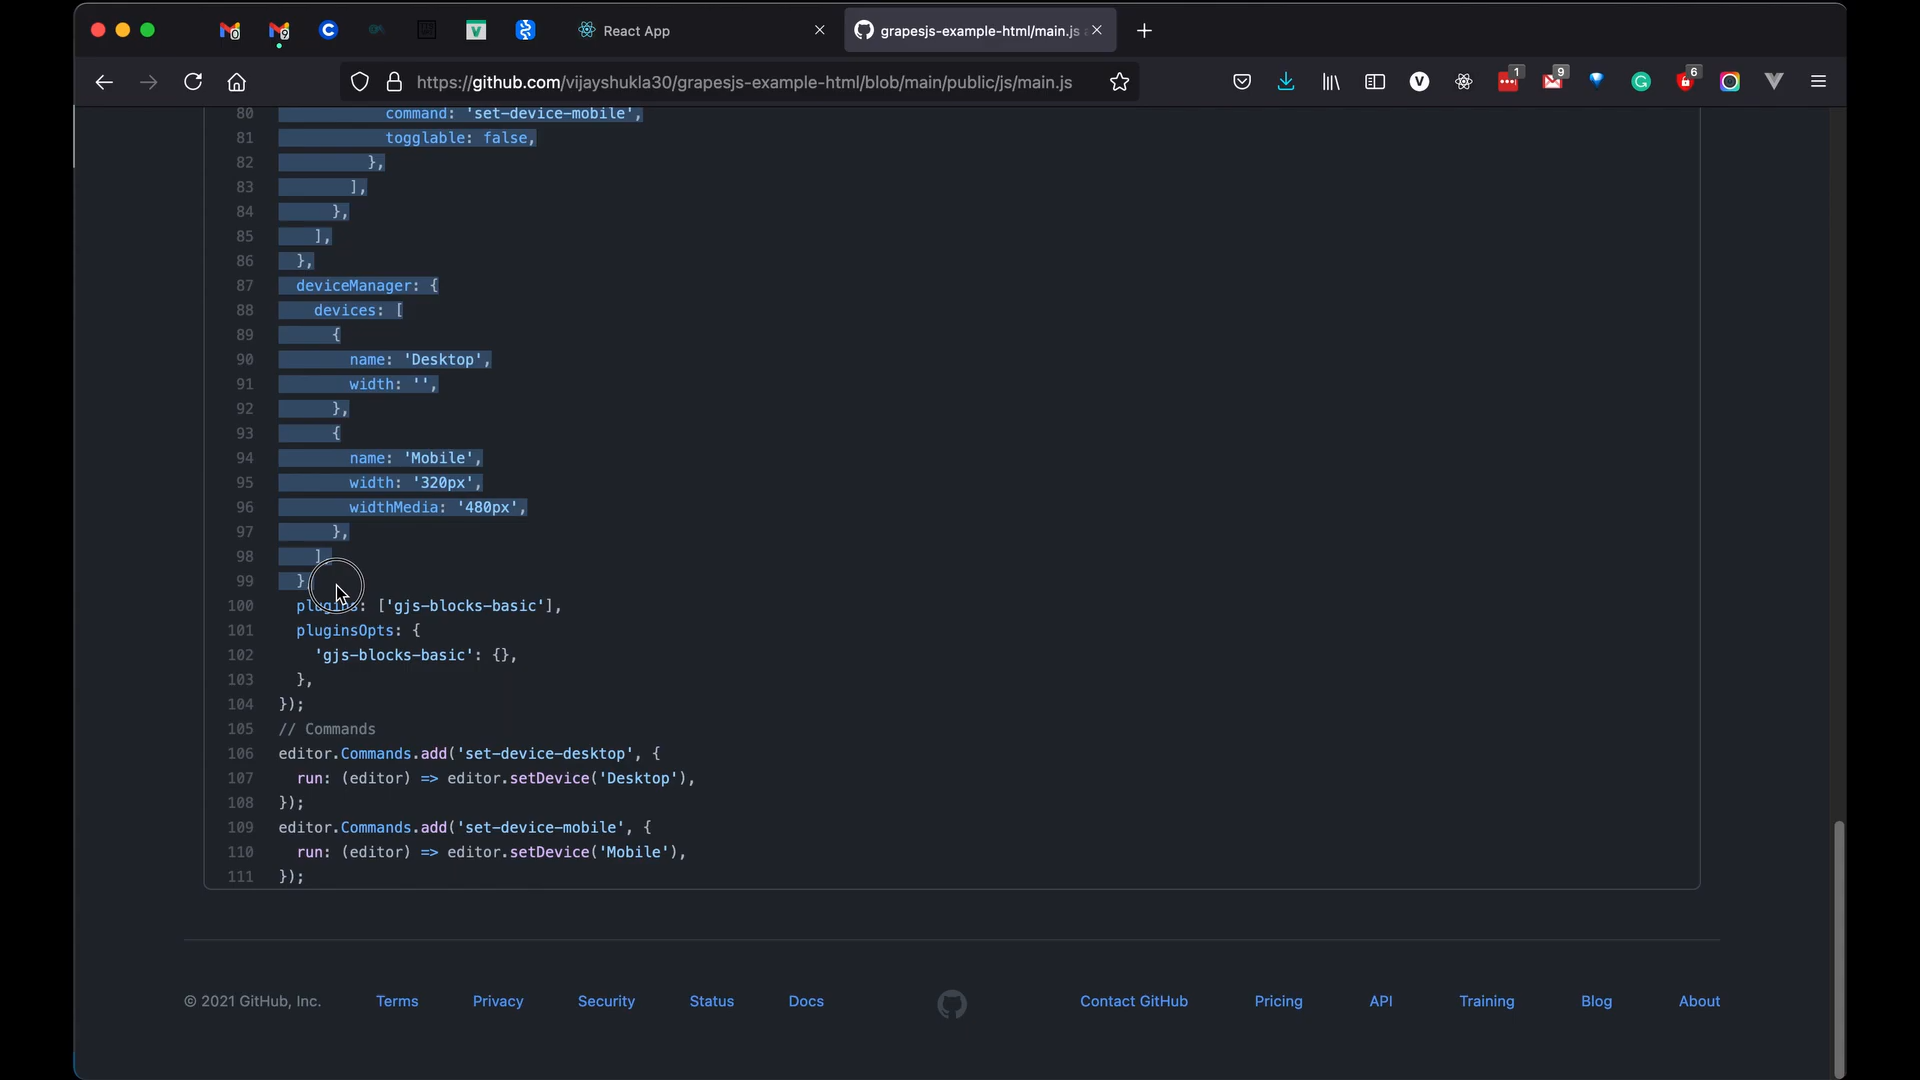 React App
grapesjs-example-html/main.js
https://github.com/vijayshukla30/grapesjs-example-html/blob/main/public/js/main.js
1
9
6
80 command: 'set-device-mobile',
81 togglable: false,
82 },
83 ],
84 },
85 ],
86 },
87 deviceManager: {
88 devices: [
89 {
90 name: 'Desktop',
91 width: '',
92 },
93 {
94 name: 'Mobile',
95 width: '320px',
96 widthMedia: '480px',
97 },
98 ],
99 }
100 plugins: ['gjs-blocks-basic'],
101 pluginsOpts: {
102 'gjs-blocks-basic': {},
103 },
104 });
105 // Commands
106 editor.Commands.add('set-device-desktop', {
107 run: (editor) => editor.setDevice('Desktop'),
108 });
109 editor.Commands.add('set-device-mobile', {
110 run: (editor) => editor.setDevice('Mobile'),
111 });
© 2021 GitHub, Inc. Terms Privacy Security Status Docs Contact GitHub Pricing API Training Blog About